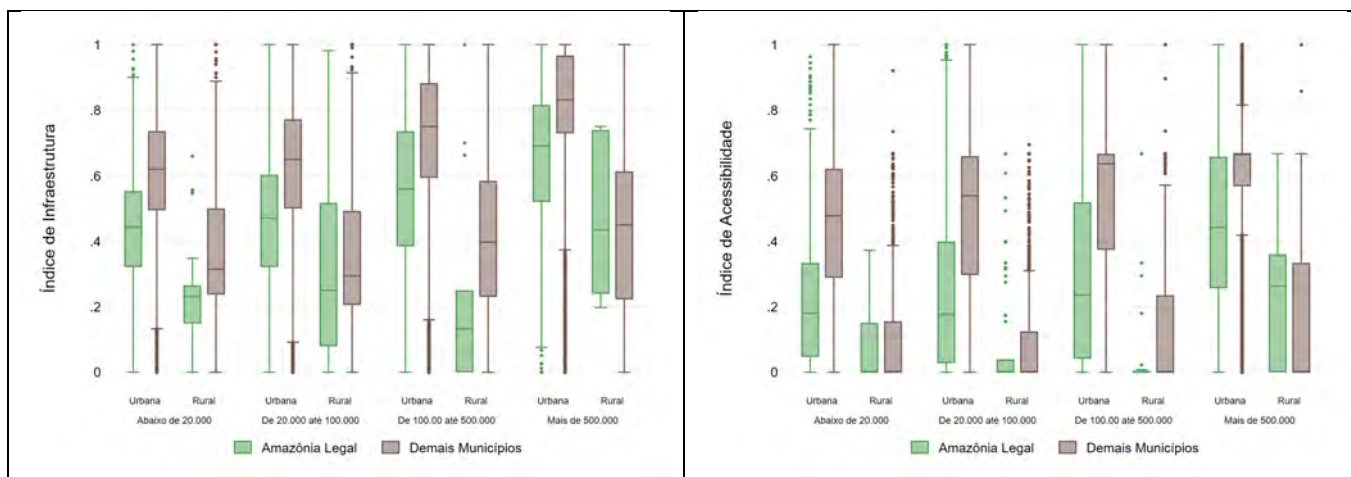 Índice de Infraestrutura
1
.8
.6
.4
.2
0
Urbana Rural Urbana Rural Urbana Rural Urbana Rural
Abaixo de 20.000 De 20.000 até 100.000 De 100.00 até 500.000 Mais de 500.000
Amazônia Legal Demais Municípios
Índice de Acessibilidade
1
.8
.6
.4
.2
0
Urbana Rural Urbana Rural Urbana Rural Urbana Rural
Abaixo de 20.000 De 20.000 até 100.000 De 100.00 até 500.000 Mais de 500.000
Amazônia Legal Demais Municípios